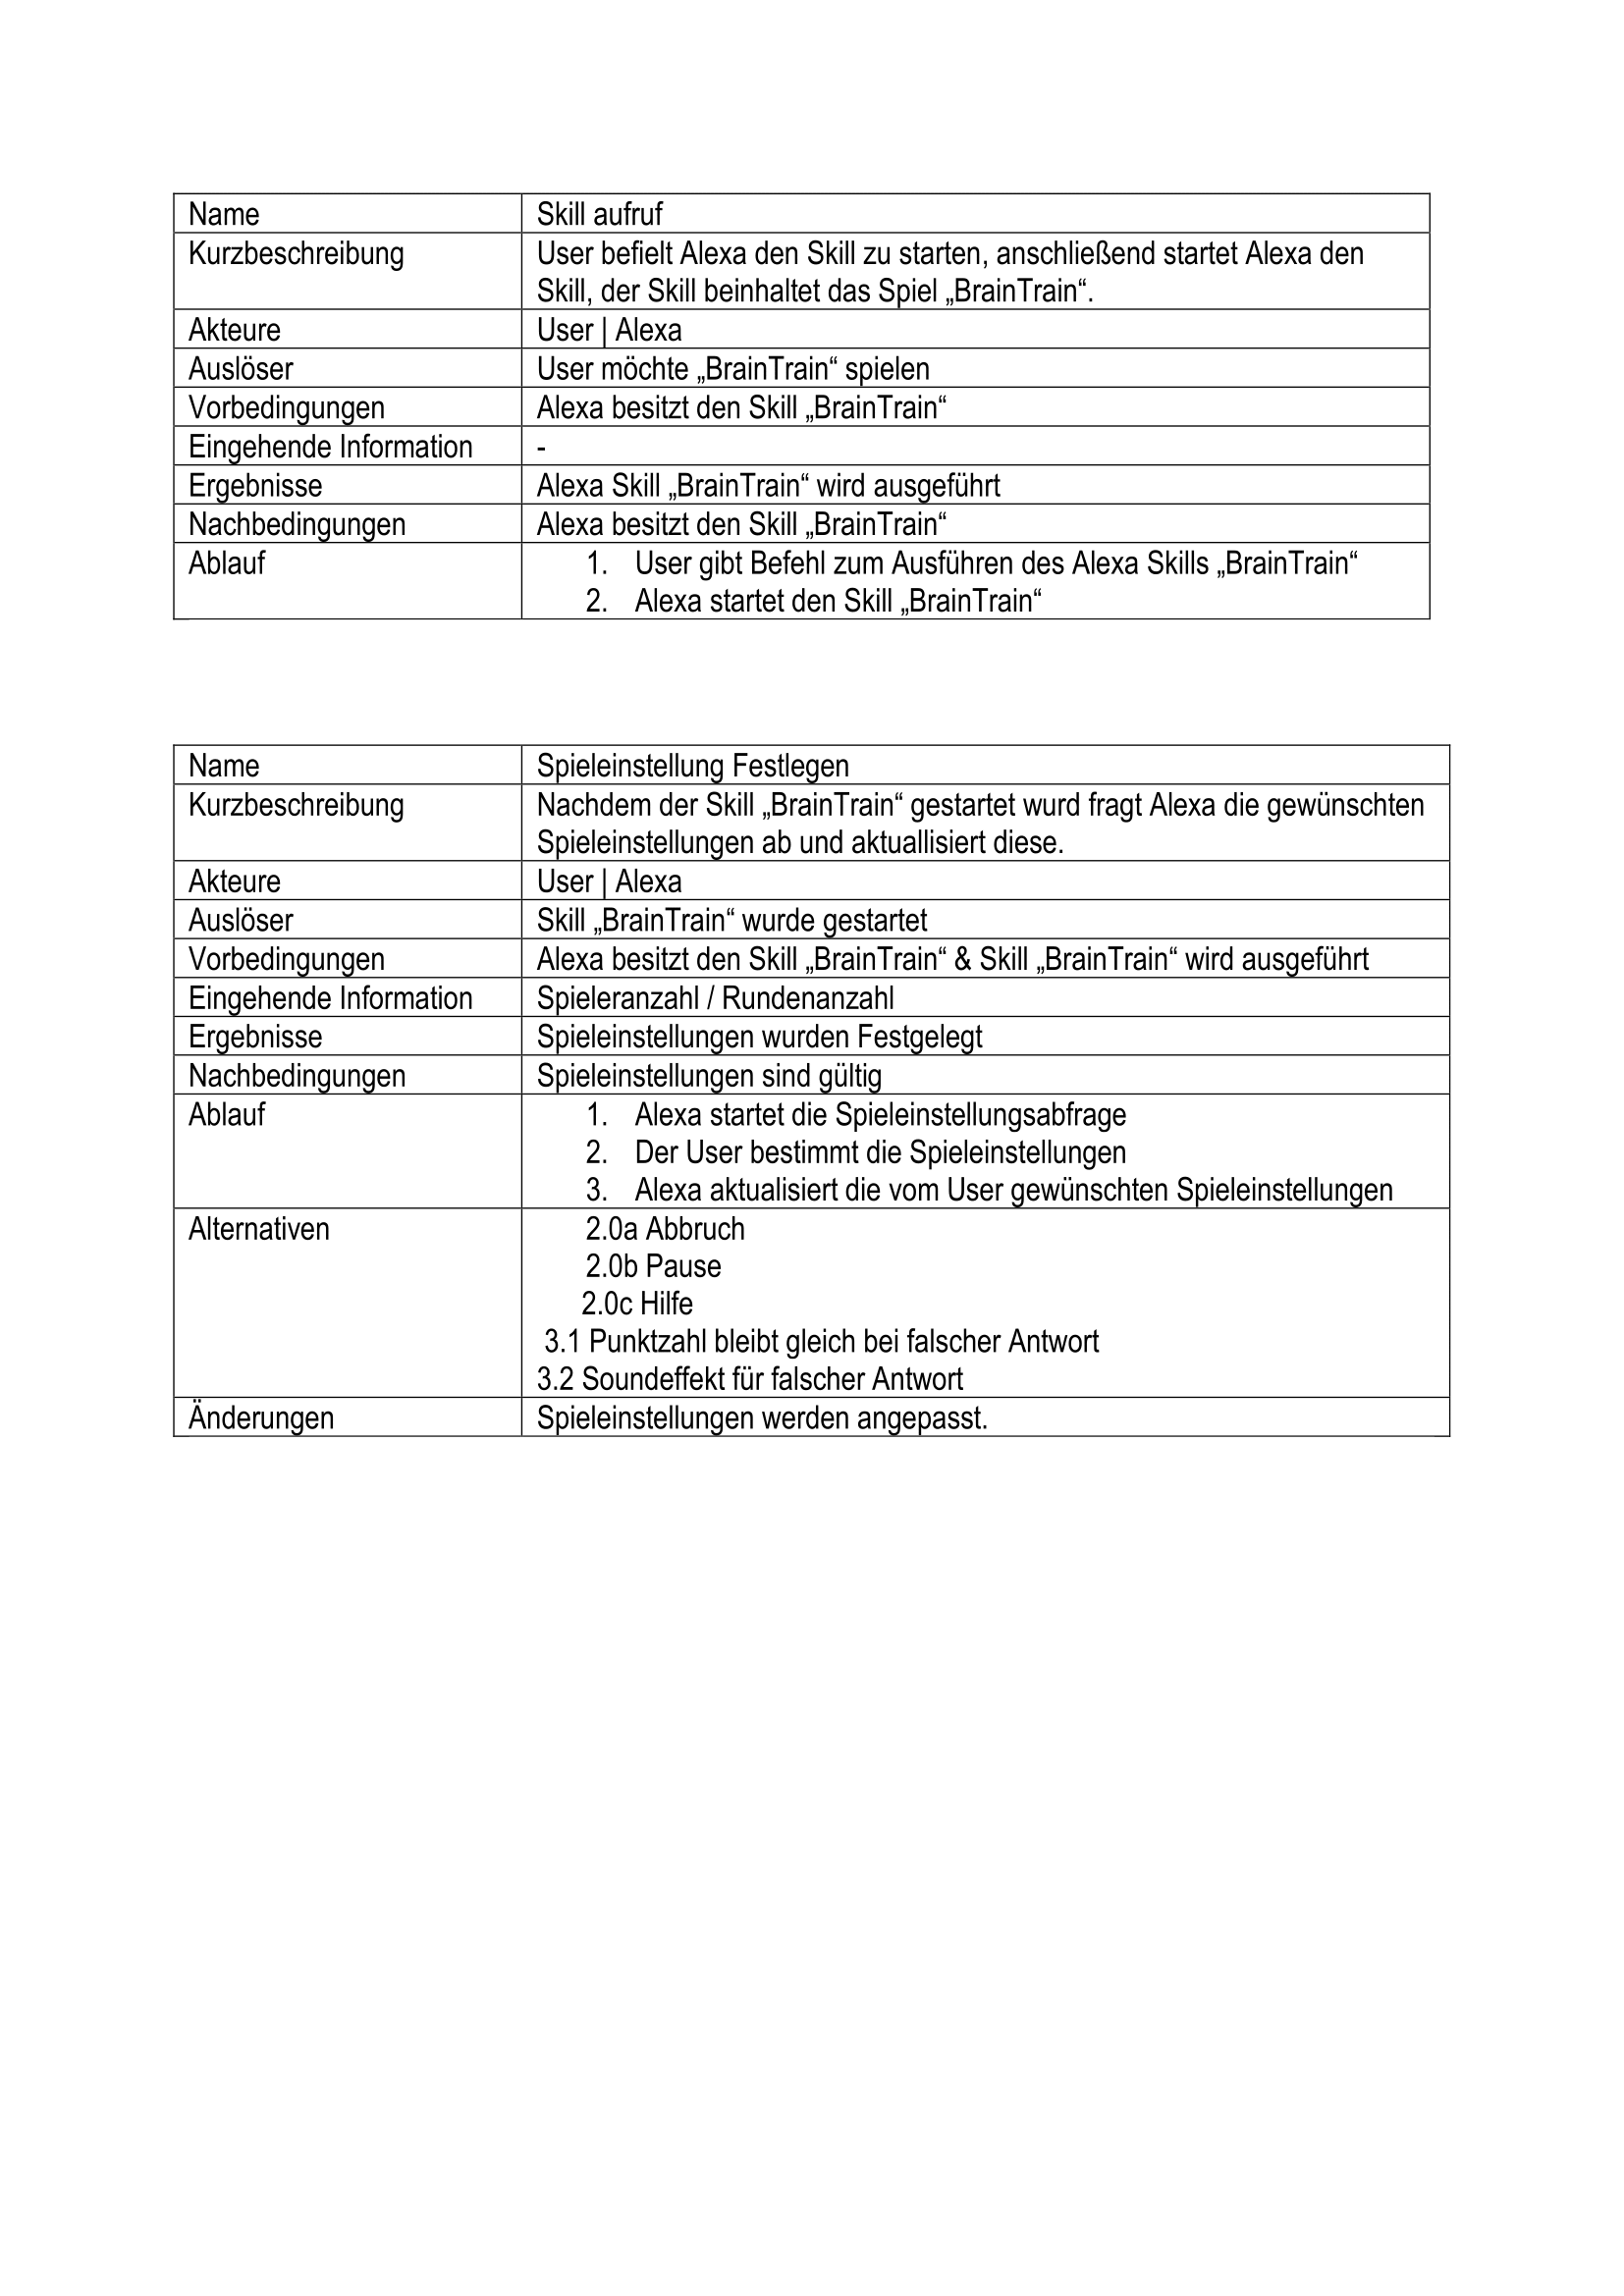 Name Skill aufruf
Kurzbeschreibung User befielt Alexa den Skill zu starten, anschließend startet Alexa den
Skill, der Skill beinhaltet das Spiel „BrainTrain“.
Akteure User | Alexa
Auslöser User möchte „BrainTrain“ spielen
Vorbedingungen Alexa besitzt den Skill „BrainTrain“
Eingehende Information -
Ergebnisse Alexa Skill „BrainTrain“ wird ausgeführt
Nachbedingungen Alexa besitzt den Skill „BrainTrain“
Ablauf 1. User gibt Befehl zum Ausführen des Alexa Skills „BrainTrain“
2. Alexa startet den Skill „BrainTrain“
Name Spieleinstellung Festlegen
Kurzbeschreibung Nachdem der Skill „BrainTrain“ gestartet wurd fragt Alexa die gewünschten
Spieleinstellungen ab und aktuallisiert diese.
Akteure User | Alexa
Auslöser Skill „BrainTrain“ wurde gestartet
Vorbedingungen Alexa besitzt den Skill „BrainTrain“ & Skill „BrainTrain“ wird ausgeführt
Eingehende Information Spieleranzahl / Rundenanzahl
Ergebnisse Spieleinstellungen wurden Festgelegt
Nachbedingungen Spieleinstellungen sind gültig
Ablauf 1. Alexa startet die Spieleinstellungsabfrage
2. Der User bestimmt die Spieleinstellungen
3. Alexa aktualisiert die vom User gewünschten Spieleinstellungen
Alternativen 2.0a Abbruch
2.0b Pause
2.0c Hilfe
3.1 Punktzahl bleibt gleich bei falscher Antwort
3.2 Soundeffekt für falscher Antwort
Änderungen Spieleinstellungen werden angepasst.